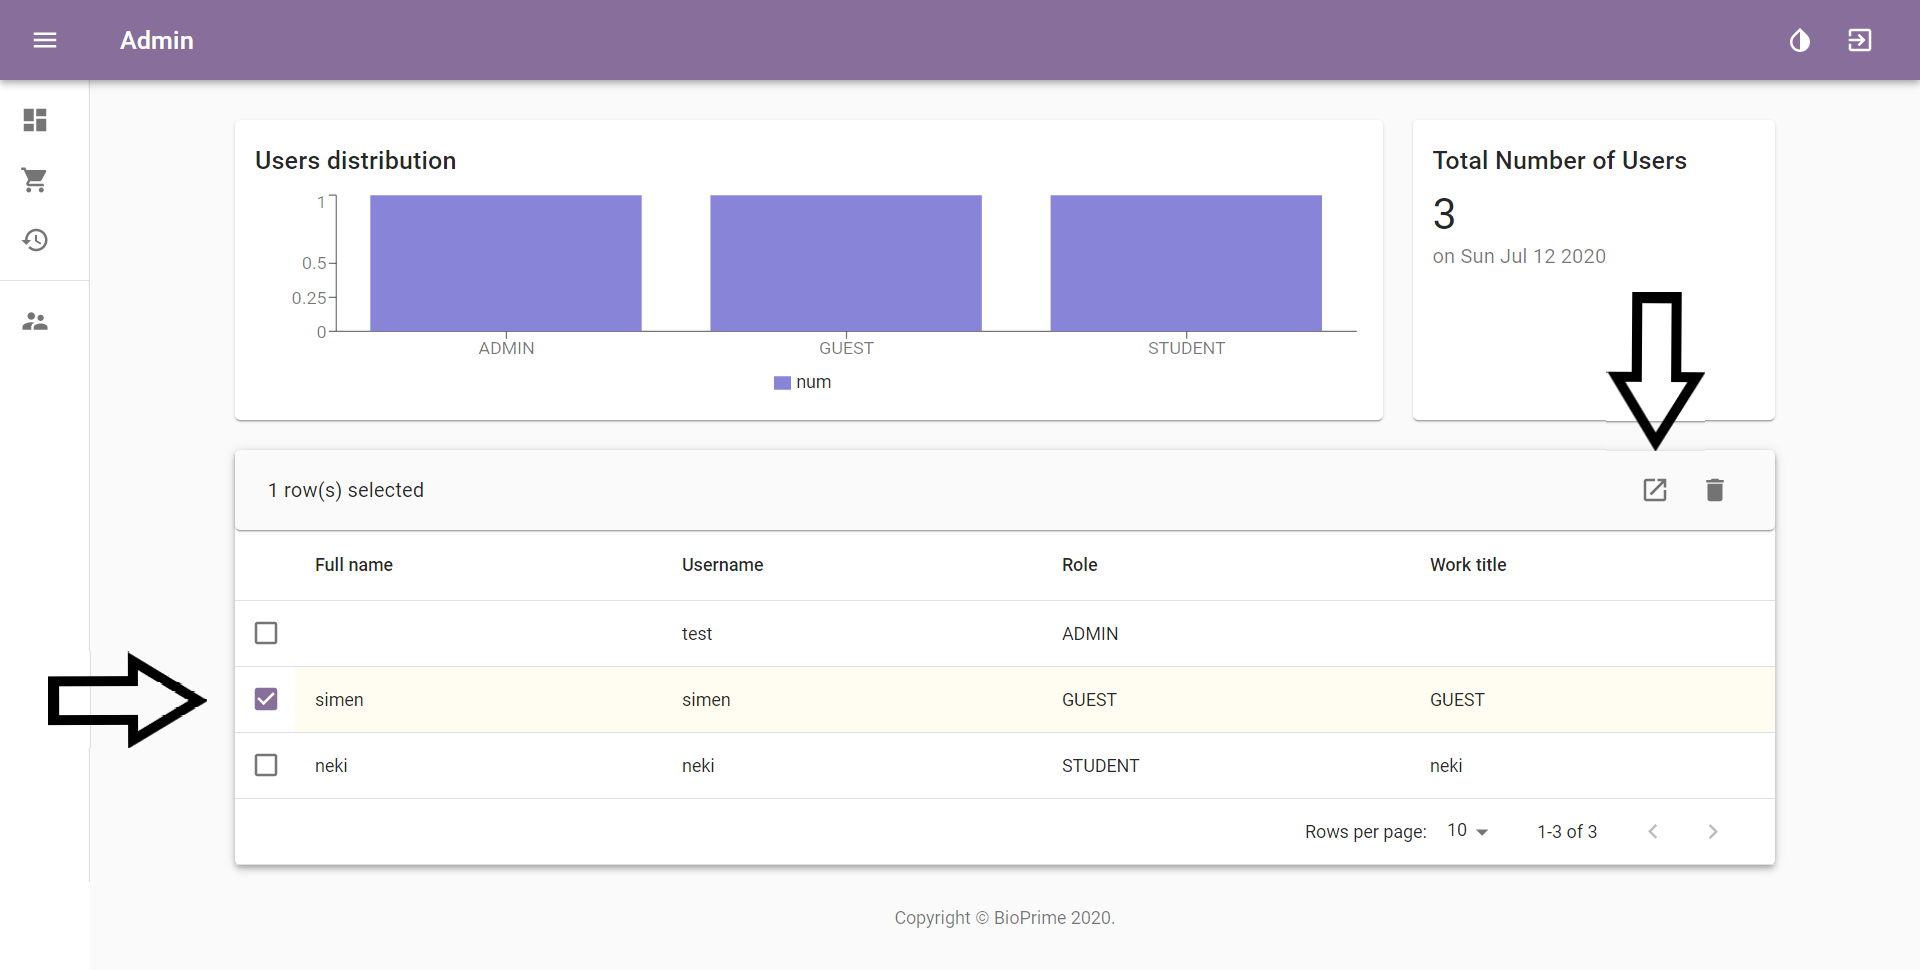 Admin
Users distribution
1
0.5
0.25
0
ADMIN GUEST STUDENT
num
Total Number of Users
3
on Sun Jul 12 2020
1 row(s) selected
Full name Username Role Work title
test ADMIN
simen simen GUEST GUEST
neki neki STUDENT neki
Rows per page: 10 1-3 of 3
Copyright © BioPrime 2020.